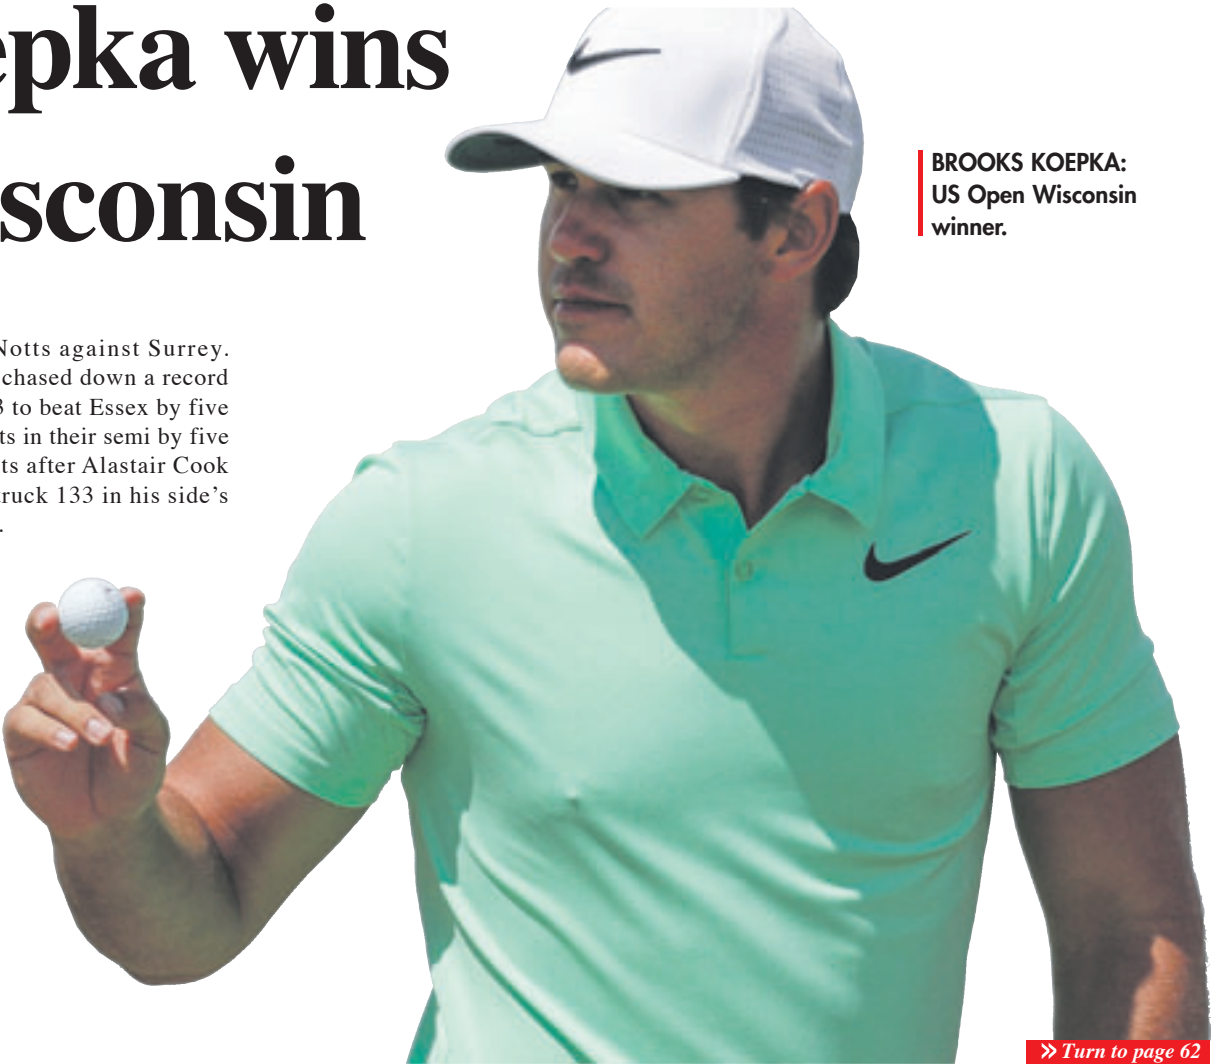 epka wins
sconsin
BROOKS KOEPKA:
US Open Wisconsin
winner.
Notts against Surrey.
chased down a record
3 to beat Essex by five
ts in their semi by five
ts after Alastair Cook
ruck 133 in his side's
.
» Turn to page 62